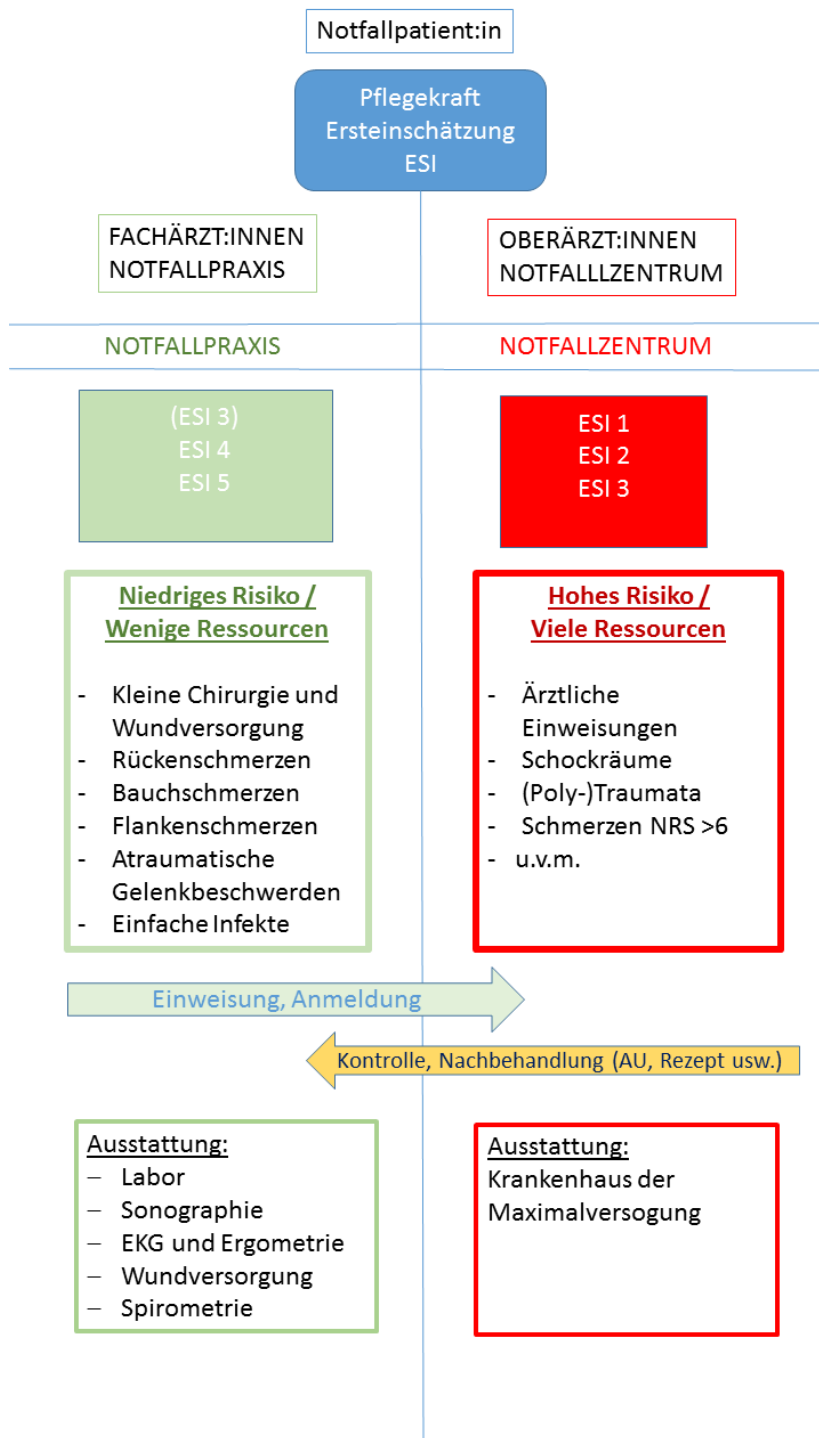 Notfallpatient:in
Pflegekraft
Ersteinschätzung
ESI
FACHÄRZT:INNEN
NOTFALLPRAXIS
OBERÄRZT:INNEN
NOTFALLLZENTRUM
NOTFALLPRAXIS
NOTFALLZENTRUM
(ESI 3)
ESI 4
ESI 5
ESI 1
ESI 2
ESI 3
Niedriges Risiko /
Wenige Ressourcen
- Kleine Chirurgie und
Wundversorgung
- Rückenschmerzen
- Bauchschmerzen
- Flankenschmerzen
- Atraumatische
Gelenkbeschwerden
- Einfache Infekte
Hohes Risiko /
Viele Ressourcen
- Ärztliche
Einweisungen
- Schockräume
- (Poly-)Traumata
- Schmerzen NRS >6
- u.v.m.
Einweisung, Anmeldung
Kontrolle, Nachbehandlung (AU, Rezept usw.)
Ausstattung:
– Labor
– Sonographie
– EKG und Ergometrie
– Wundversorgung
– Spirometrie
Ausstattung:
Krankenhaus der
Maximalversogung